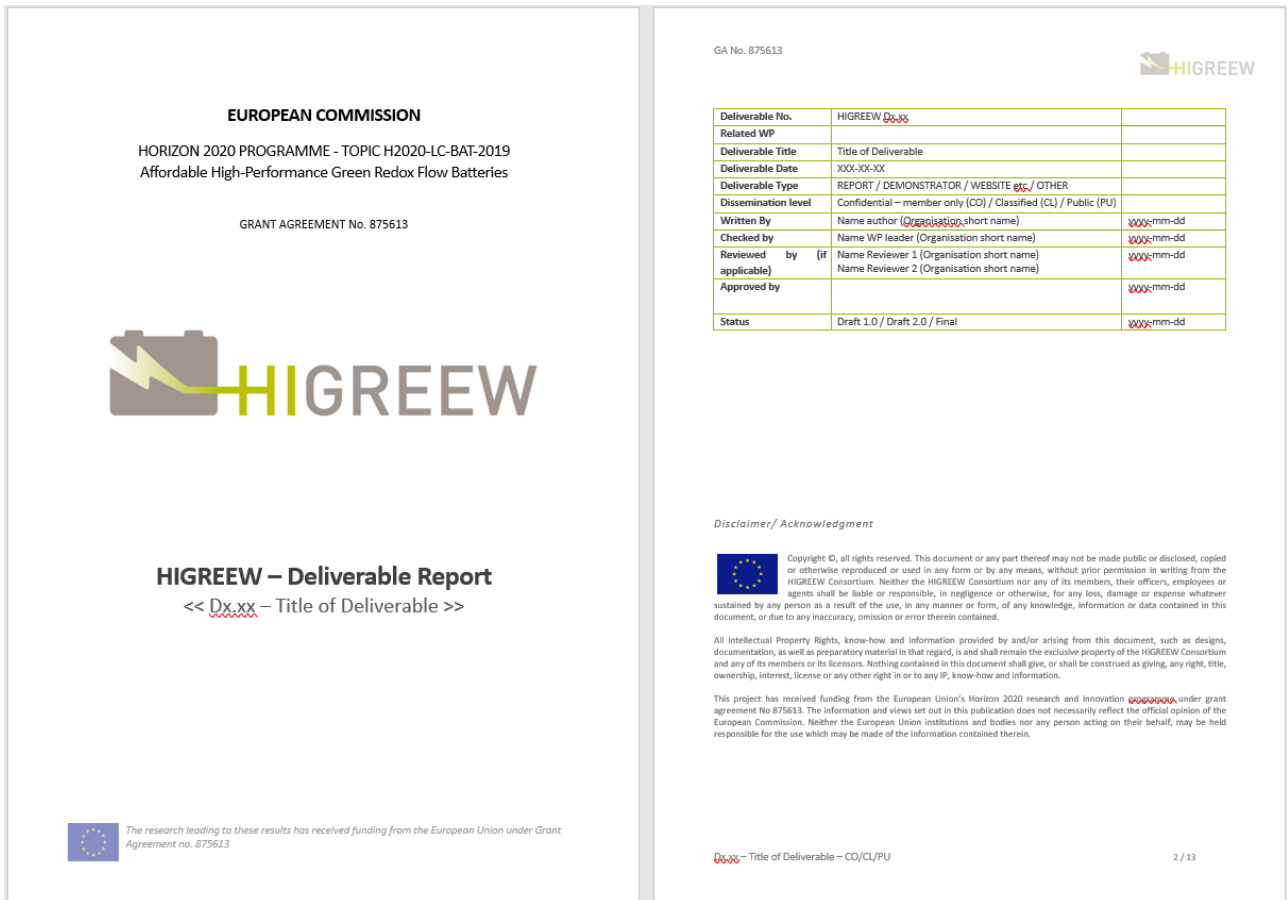 EUROPEAN COMMISSION
HORIZON 2020 PROGRAMME - TOPIC H2020-LC-BAT-2019
Affordable High-Performance Green Redox Flow Batteries
GRANT AGREEMENT No. 875613
HIGREEW
HIGREEW – Deliverable Report
<< Dx.xx – Title of Deliverable >>
The research leading to these results has received funding from the European Union under Grant
Agreement no. 875613
GA No. 875613
HIGREEW
Deliverable No. HIGREEW Dx.xx
Related WP
Deliverable Title Title of Deliverable
Deliverable Date XXX-XX-XX
Deliverable Type REPORT / DEMONSTRATOR / WEBSITE etc./ OTHER
Dissemination level Confidential – member only (CO) / Classified (CL) / Public (PU)
Written By Name author (Organisation short name) yyyy-mm-dd
Checked by Name WP leader (Organisation short name) yyyy-mm-dd
Reviewed by (if Name Reviewer 1 (Organisation short name) yyyy-mm-dd
applicable) Name Reviewer 2 (Organisation short name)
Approved by yyyy-mm-dd
Status Draft 1.0 / Draft 2.0 / Final yyyy-mm-dd
Disclaimer/ Acknowledgment
Copyright ©, all rights reserved. This document or any part thereof may not be made public or disclosed, copied
or otherwise reproduced or used in any form or by any means, without prior permission in writing from the
HIGREEW Consortium. Neither the HIGREEW Consortium nor any of its members, their officers, employees or
agents shall be liable or responsible, in negligence or otherwise, for any loss, damage or expense whatever
sustained by any person as a result of the use, in any manner or form, of any knowledge, information or data contained in this
document, or due to any inaccuracy, omission or error therein contained.
All Intellectual Property Rights, know-how and information provided by and/or arising from this document, such as designs,
documentation, as well as preparatory material in that regard, is and shall remain the exclusive property of the HIGREEW Consortium
and any of its members or its licensors. Nothing contained in this document shall give, or shall be construed as giving, any right, title,
ownership, interest, license or any other right in or to any IP, know-how and information.
This project has received funding from the European Union's Horizon 2020 research and innovation programme under grant
agreement No 875613. The information and views set out in this publication does not necessarily reflect the official opinion of the
European Commission. Neither the European Union institutions and bodies nor any person acting on their behalf, may be held
responsible for the use which may be made of the information contained therein.
Dx.xx – Title of Deliverable – CO/CL/PU
2 / 13